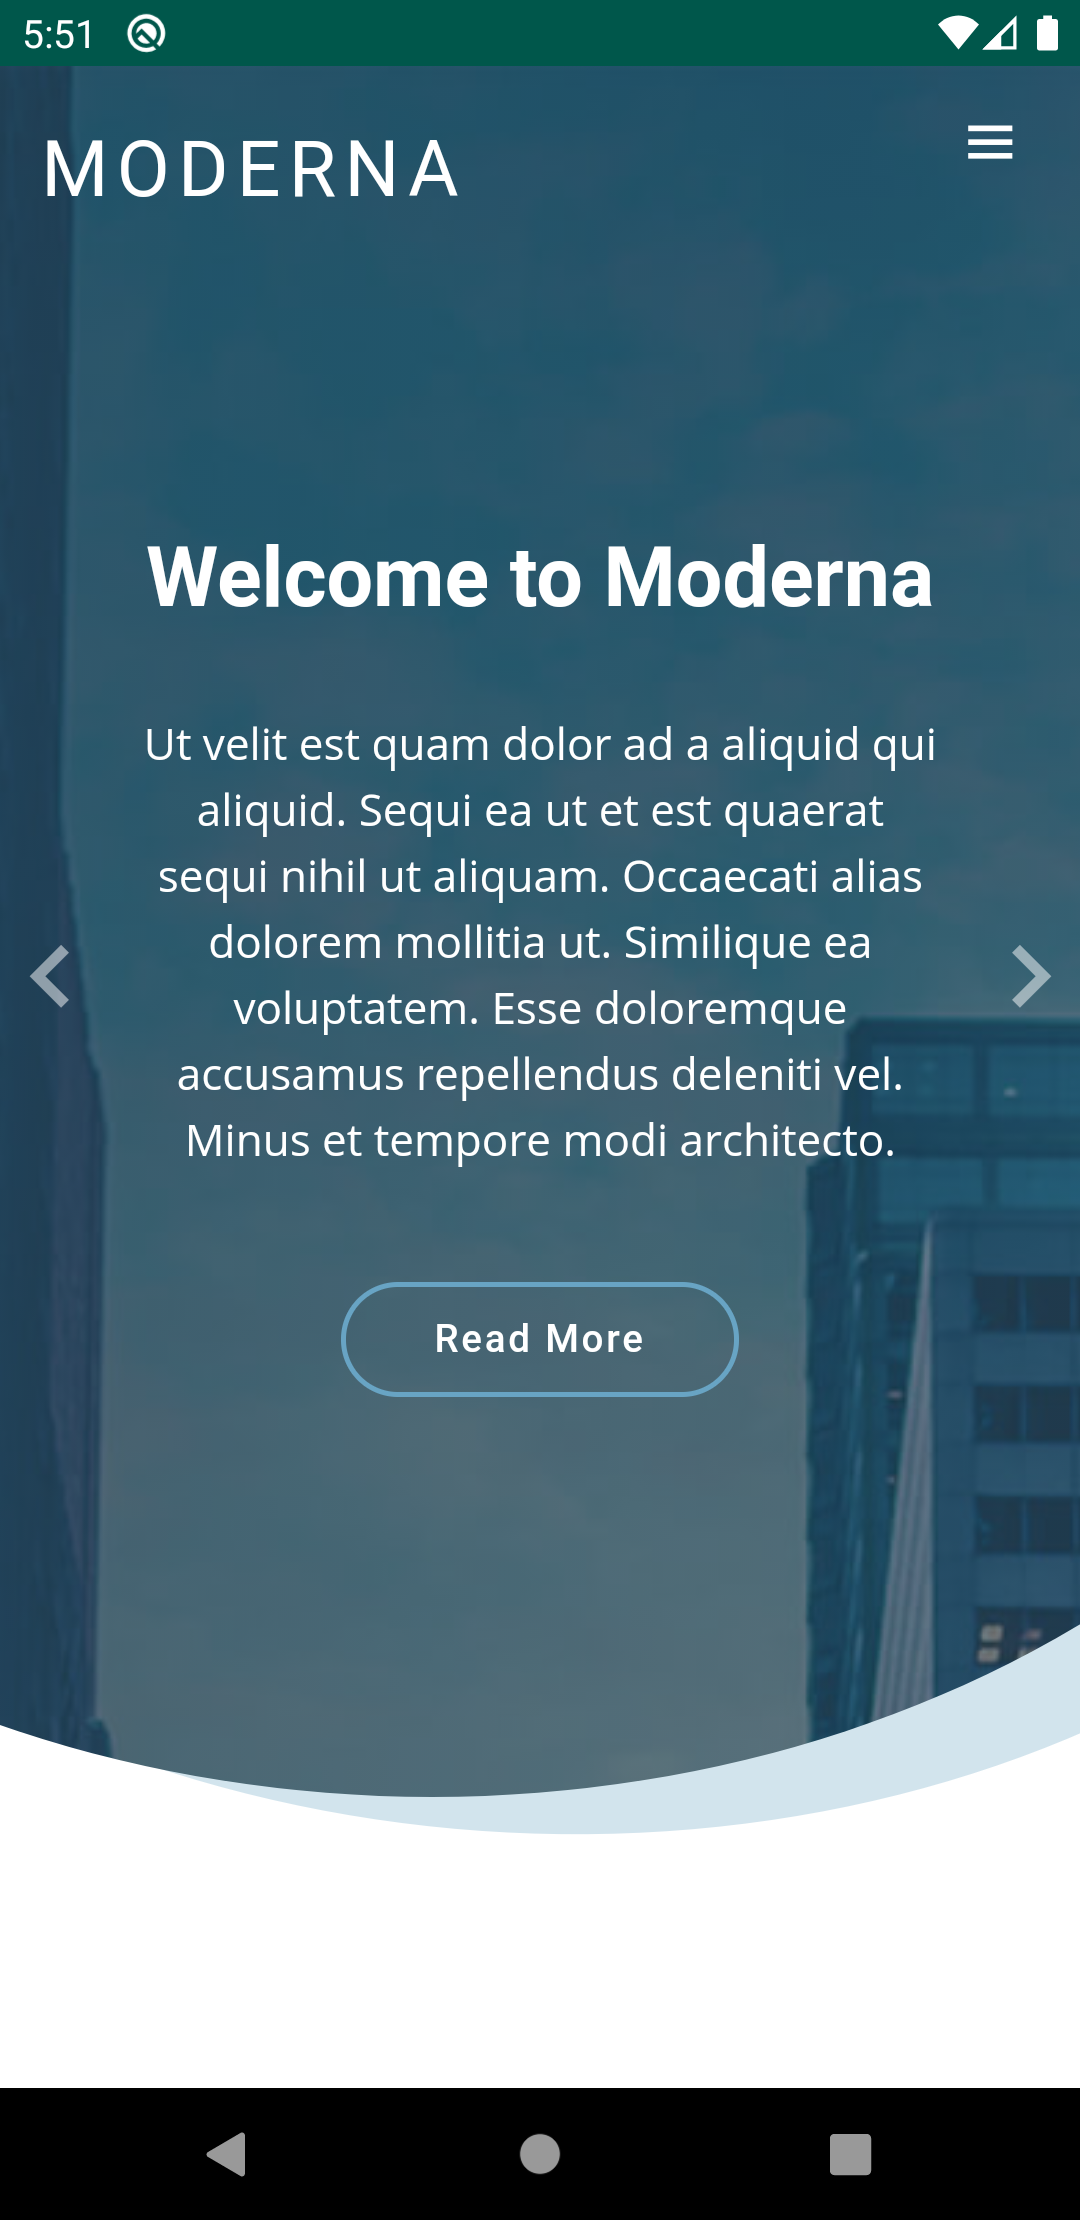 5:51
MODERNA
Welcome to Moderna
Ut velit est quam dolor ad a aliquid qui
aliquid. Sequi ea ut et est quaerat
sequi nihil ut aliquam. Occaecati alias
dolorem mollitia ut. Similique ea
voluptatem. Esse doloremque
accusamus repellendus deleniti vel.
Minus et tempore modi architecto.
Read More